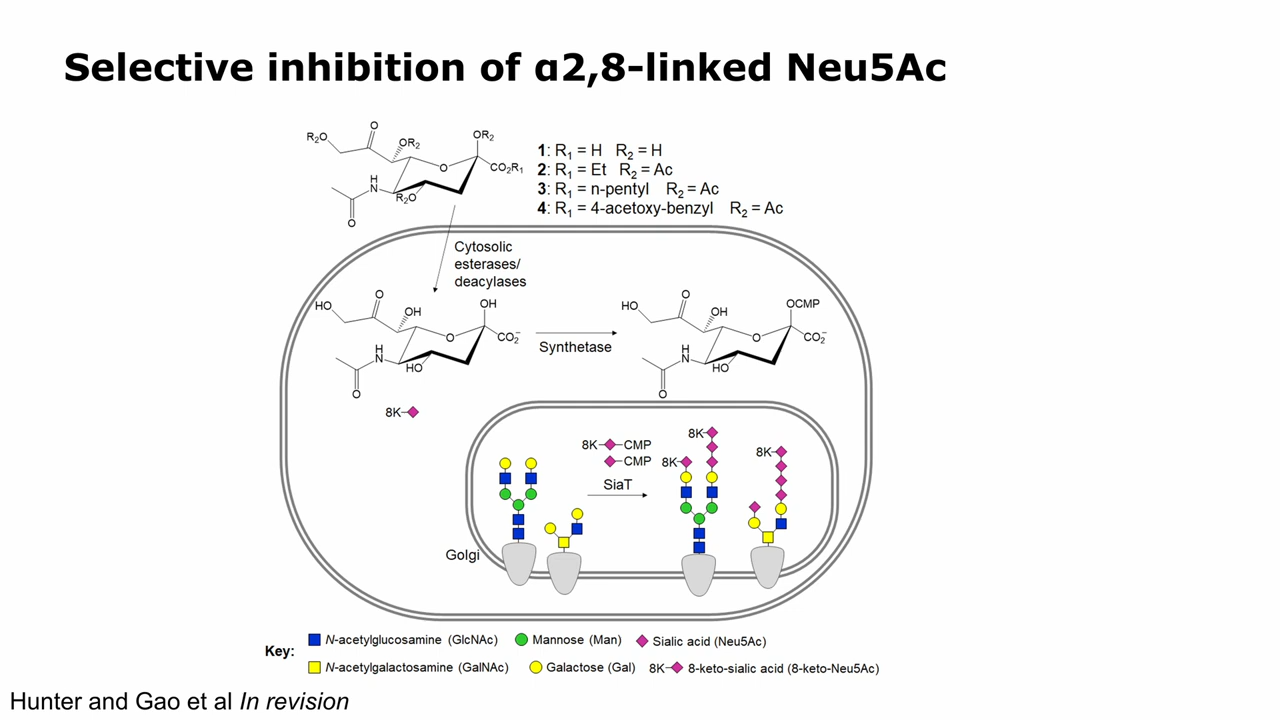 Selective inhibition of α2,8-linked Neu5Ac
R₂O
O
OR₂
OR₂
O
CO₂R₁
H
N
R₂O
O
1: R₁ = H R₂ = H
2: R₁ = Et R₂ = Ac
3: R₁ = n-pentyl R₂ = Ac
4: R₁ = 4-acetoxy-benzyl R₂ = Ac
Cytosolic
esterases/
deacylases
HO
O
OH
OH
O
CO₂⁻
H
N
HO
O
Synthetase
HO
O
OH
OCMP
O
CO₂⁻
H
N
HO
O
8K
8K CMP
CMP
SiaT
8K
8K
8K
Golgi
Key:
N-acetylglucosamine (GlcNAc)
Mannose (Man)
Sialic acid (Neu5Ac)
N-acetylgalactosamine (GalNAc)
Galactose (Gal)
8K 8-keto-sialic acid (8-keto-Neu5Ac)
Hunter and Gao et al In revision